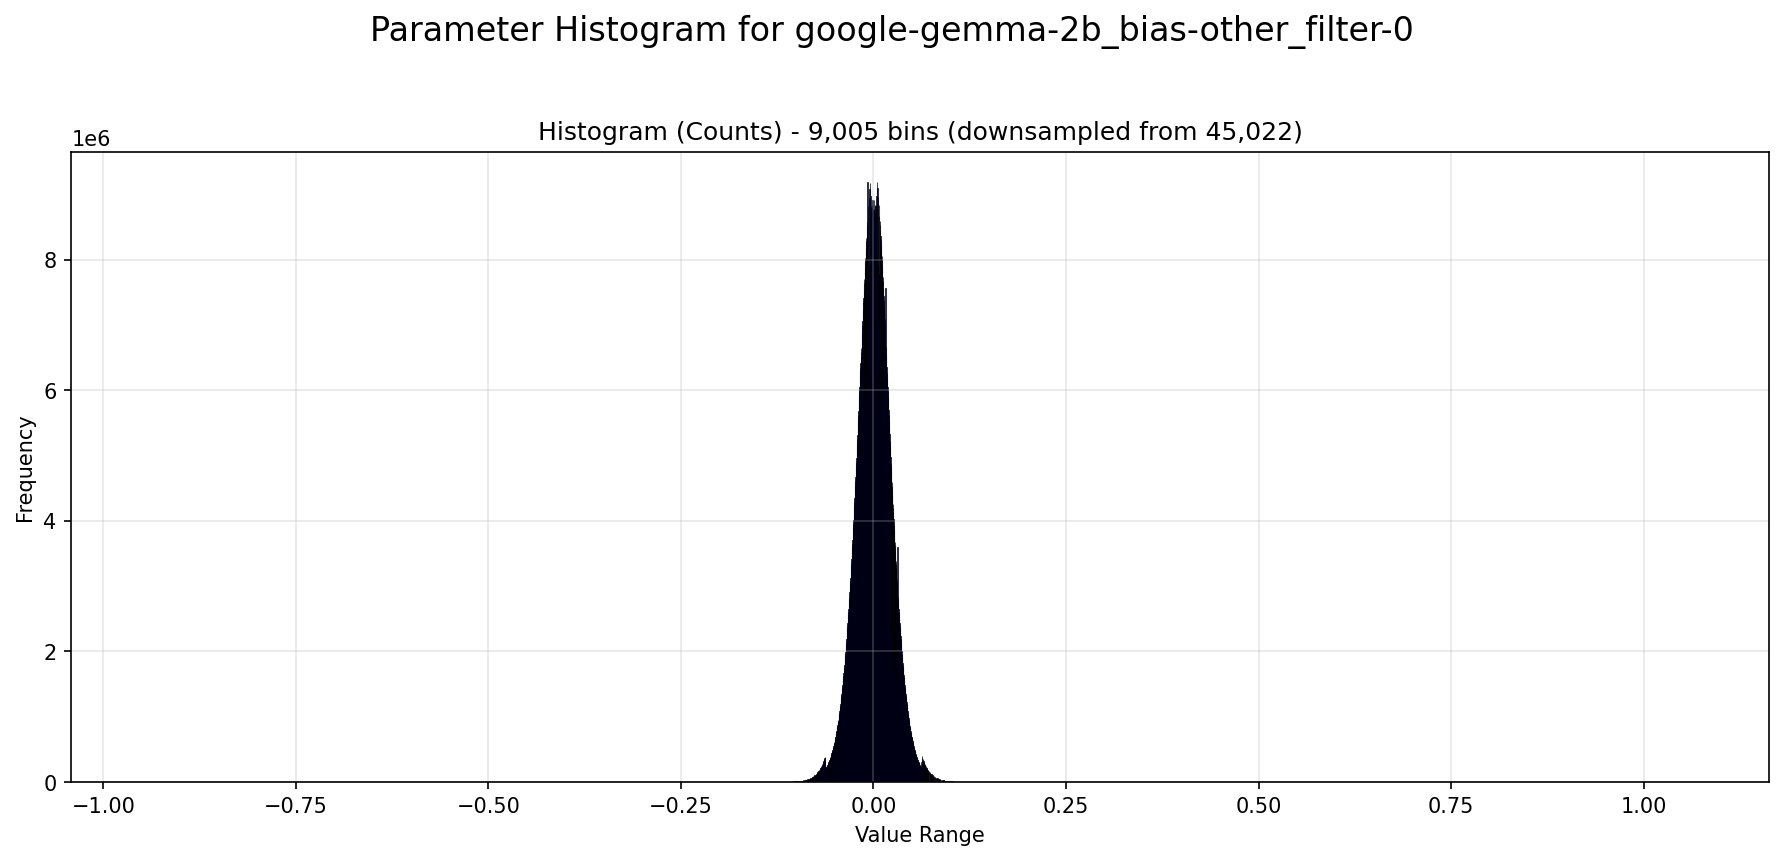 Parameter Histogram for google-gemma-2b_bias-other_filter-0
Histogram (Counts) - 9,005 bins (downsampled from 45,022)
1e6
8
6
4
2
0
Frequency
−1.00 −0.75 −0.50 −0.25 0.00 0.25 0.50 0.75 1.00
Value Range